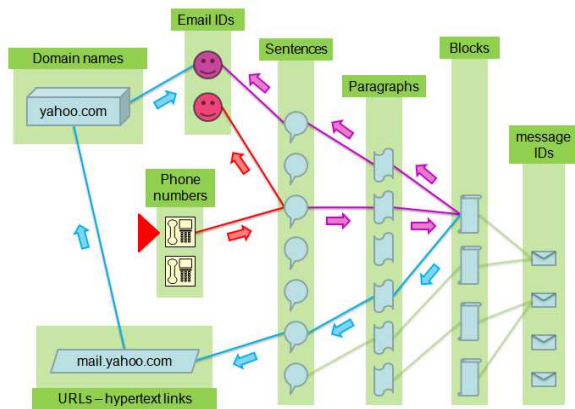 Email IDs
Domain names
Sentences
Blocks
yahoo.com
Paragraphs
message
IDs
Phone
numbers
mail.yahoo.com
URLs – hypertext links